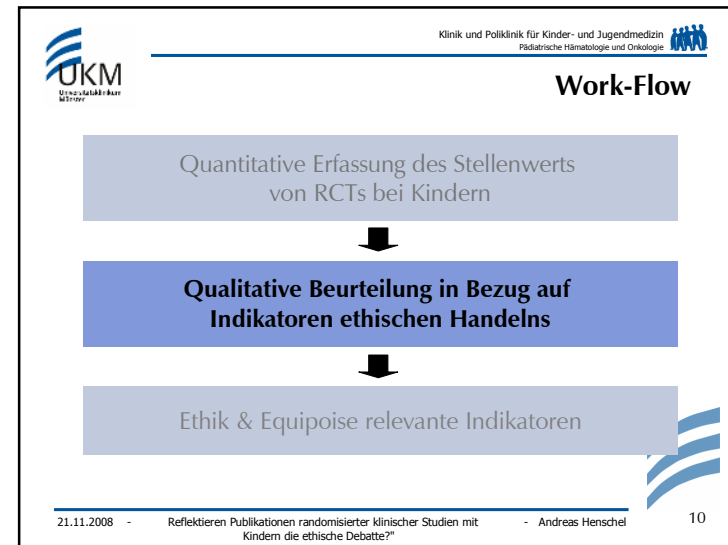 Klinik und Poliklinik für Kinder- und Jugendmedizin
Pädiatrische Hämatologie und Onkologie
UKM
Universitätsklinikum
Münster
Work-Flow
Quantitative Erfassung des Stellenwerts
von RCTs bei Kindern
Qualitative Beurteilung in Bezug auf
Indikatoren ethischen Handelns
Ethik & Equipoise relevante Indikatoren
21.11.2008 - Reflektieren Publikationen randomisierter klinischer Studien mit - Andreas Henschel 10
Kindern die ethische Debatte?"